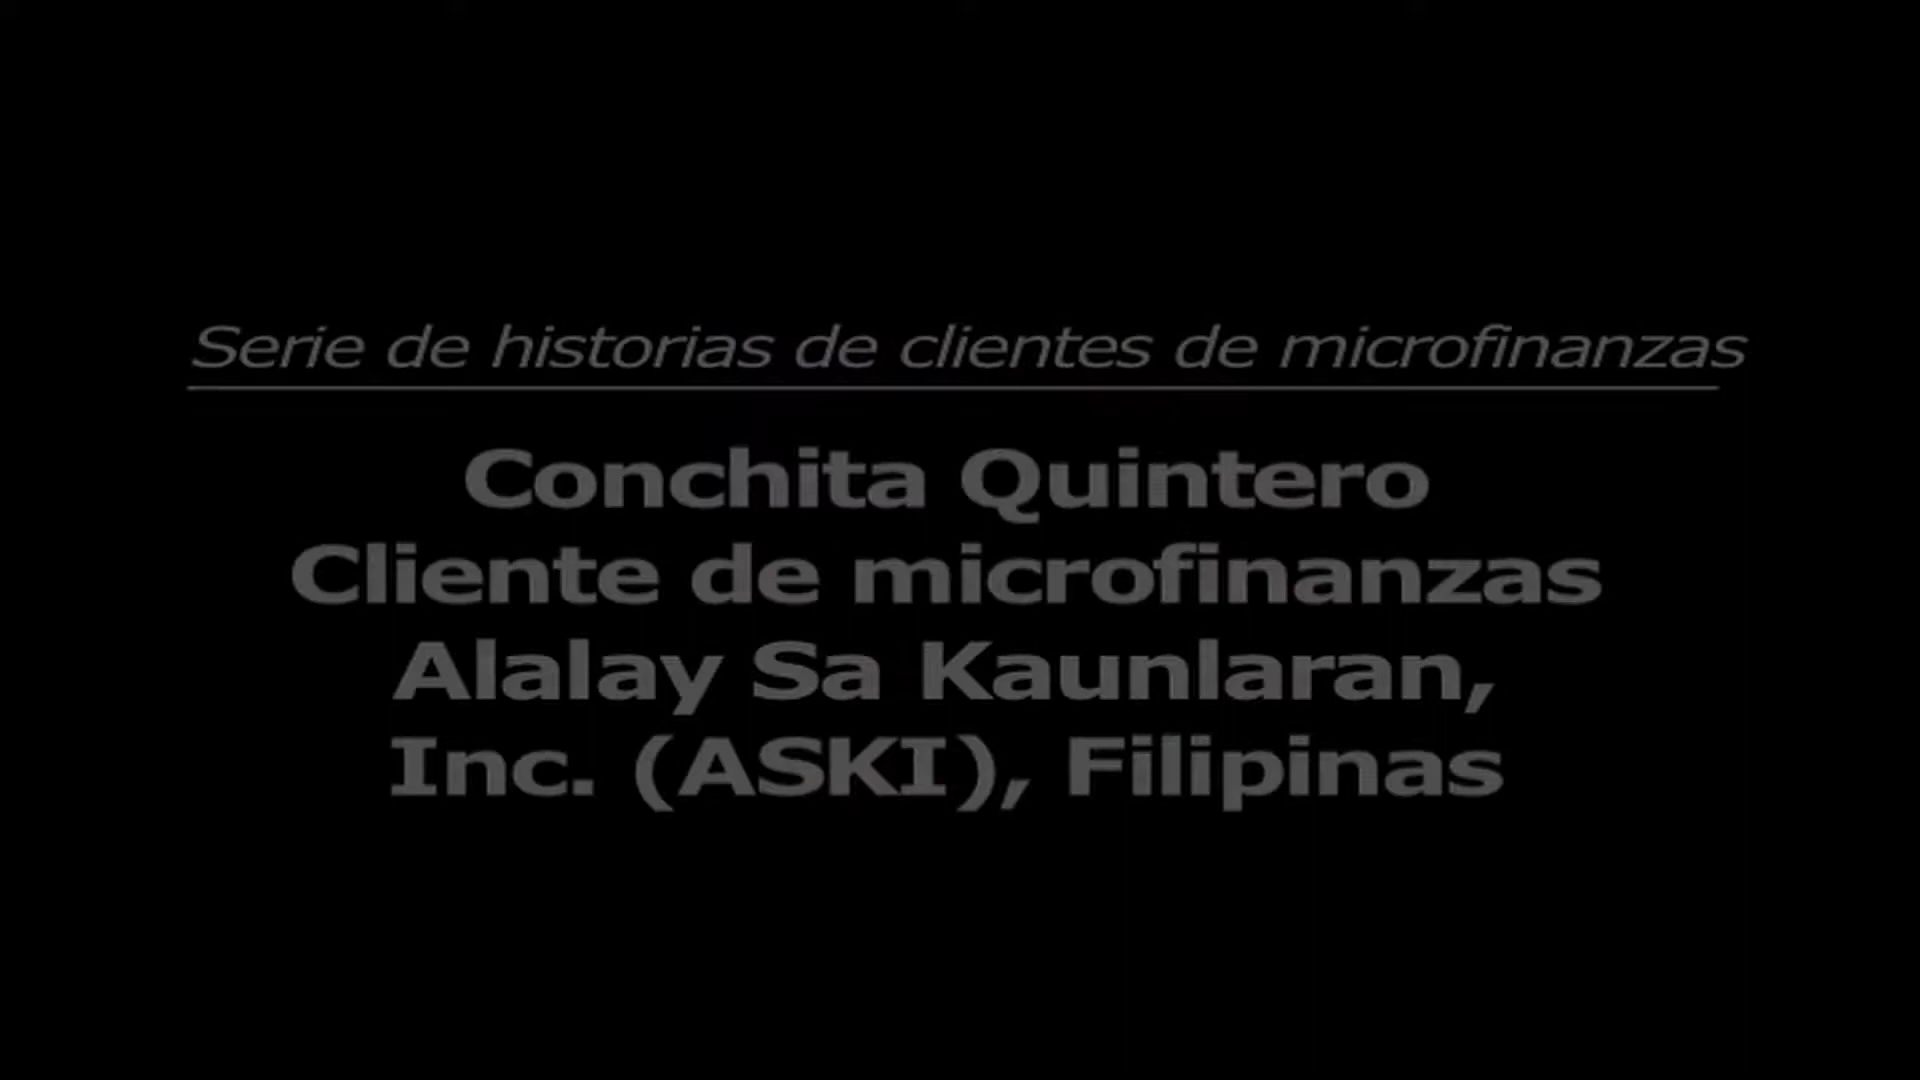 Serie de historias de clientes de microfinanzas
Conchita Quintero
Cliente de microfinanzas
Alalay Sa Kaunlaran,
Inc. (ASKI), Filipinas